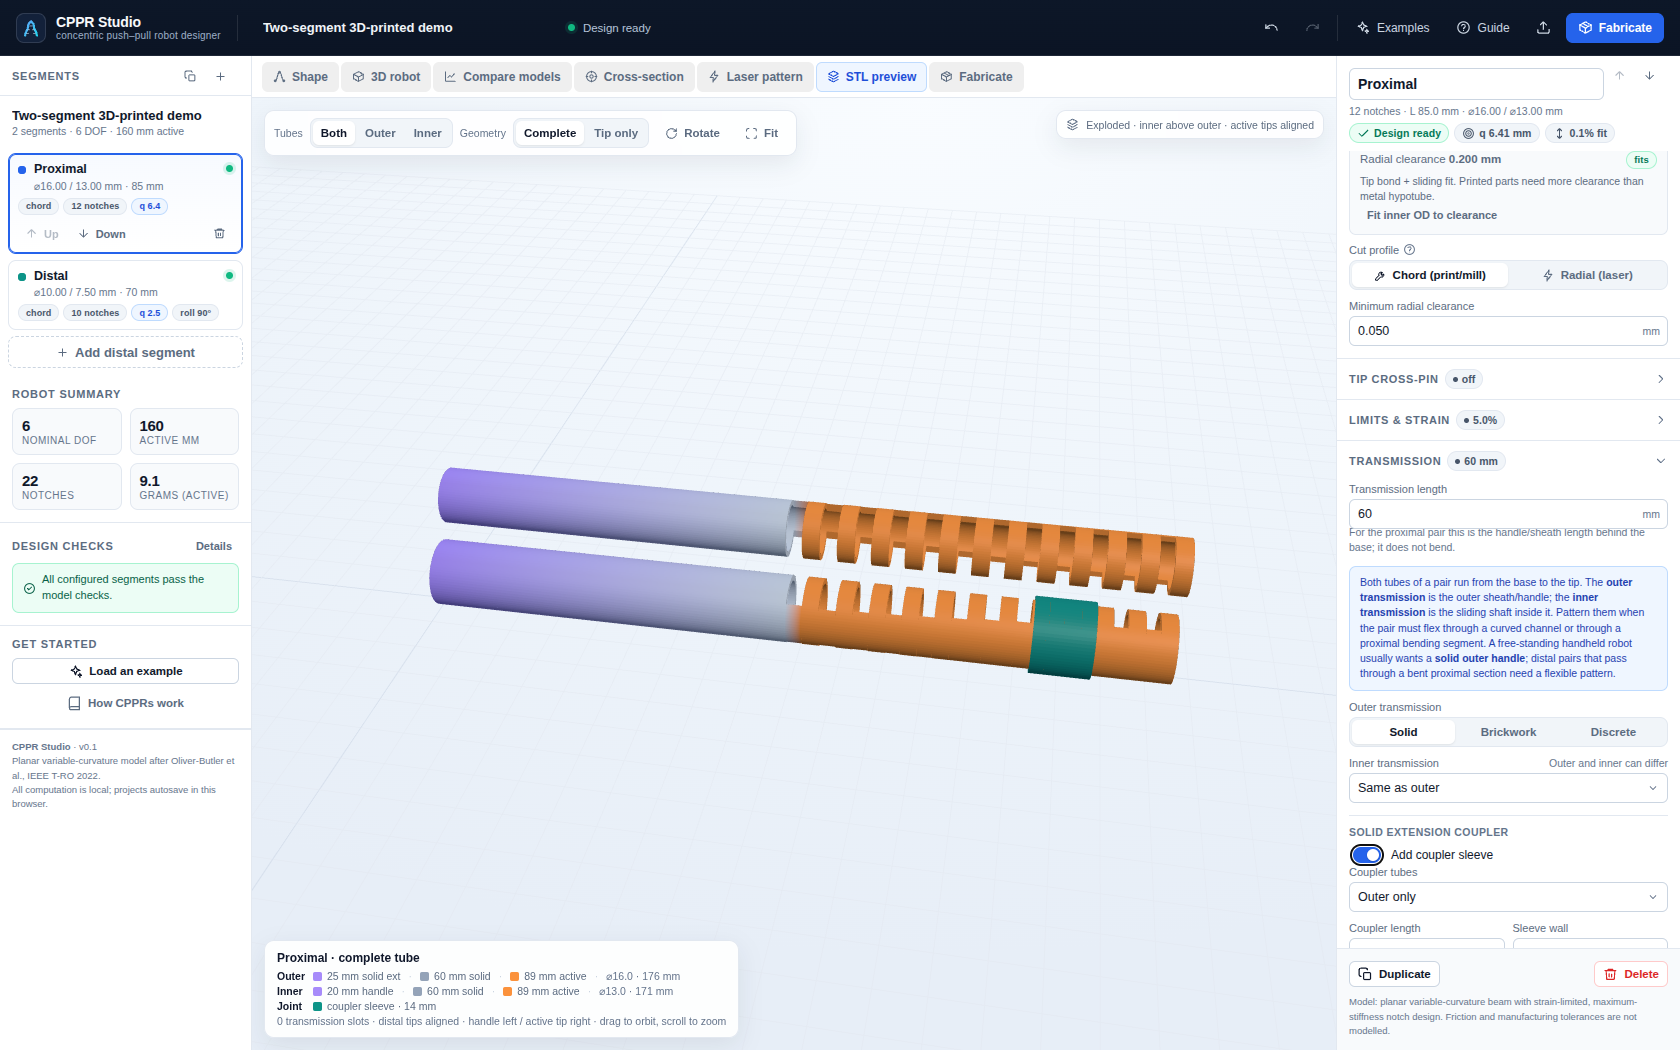 CPPR Studio
concentric push–pull robot designer
Two-segment 3D-printed demo
Design ready
Examples
Guide
Fabricate
SEGMENTS
Two-segment 3D-printed demo
2 segments · 6 DOF · 160 mm active
Proximal
⌀16.00 / 13.00 mm · 85 mm
chord
12 notches
q 6.4
Up
Down
Distal
⌀10.00 / 7.50 mm · 70 mm
chord
10 notches
q 2.5
roll 90°
Add distal segment
ROBOT SUMMARY
6
NOMINAL DOF
160
ACTIVE MM
22
NOTCHES
9.1
GRAMS (ACTIVE)
DESIGN CHECKS
Details
All configured segments pass the
model checks.
GET STARTED
Load an example
How CPPRs work
CPPR Studio · v0.1
Planar variable-curvature model after Oliver-Butler et
al., IEEE T-RO 2022.
All computation is local; projects autosave in this
browser.
Shape
3D robot
Compare models
Cross-section
Laser pattern
STL preview
Fabricate
Tubes
Both
Outer
Inner
Geometry
Complete
Tip only
Rotate
Fit
Exploded · inner above outer · active tips aligned
Proximal · complete tube
Outer 25 mm solid ext · 60 mm solid · 89 mm active · ⌀16.0 · 176 mm
Inner 20 mm handle · 60 mm solid · 89 mm active · ⌀13.0 · 171 mm
Joint coupler sleeve · 14 mm
0 transmission slots · distal tips aligned · handle left / active tip right · drag to orbit, scroll to zoom
Proximal
12 notches · L 85.0 mm · ⌀16.00 / ⌀13.00 mm
Design ready
q 6.41 mm
0.1% fit
Radial clearance 0.200 mm
fits
Tip bond + sliding fit. Printed parts need more clearance than
metal hypotube.
Fit inner OD to clearance
Cut profile
Chord (print/mill)
Radial (laser)
Minimum radial clearance
0.050
mm
TIP CROSS-PIN
off
LIMITS & STRAIN
5.0%
TRANSMISSION
60 mm
Transmission length
60
mm
For the proximal pair this is the handle/sheath length behind the
base; it does not bend.
Both tubes of a pair run from the base to the tip. The outer
transmission is the outer sheath/handle; the inner
transmission is the sliding shaft inside it. Pattern them when
the pair must flex through a curved channel or through a
proximal bending segment. A free-standing handheld robot
usually wants a solid outer handle; distal pairs that pass
through a bent proximal section need a flexible pattern.
Outer transmission
Solid
Brickwork
Discrete
Inner transmission
Outer and inner can differ
Same as outer
SOLID EXTENSION COUPLER
Add coupler sleeve
Coupler tubes
Outer only
Coupler length
Sleeve wall
Duplicate
Delete
Model: planar variable-curvature beam with strain-limited, maximum-
stiffness notch design. Friction and manufacturing tolerances are not
modelled.